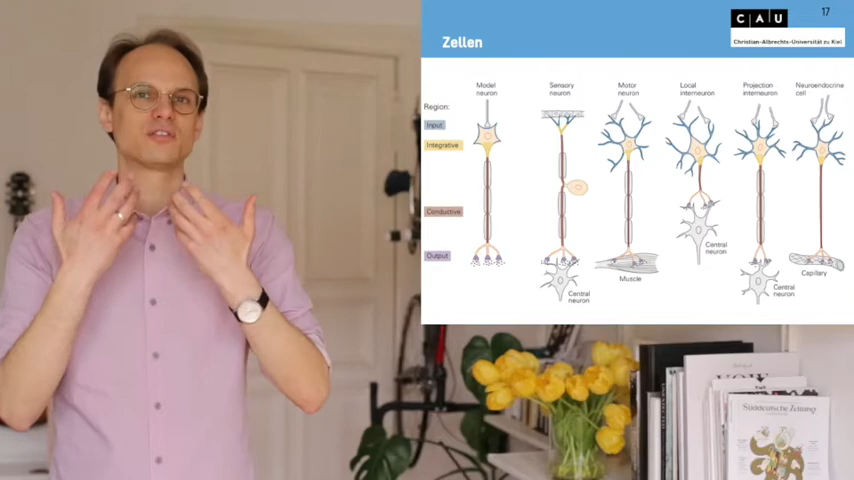 17
CAU
Christian-Albrechts-Universität zu Kiel
Zellen
Model
neuron
Sensory
neuron
Motor
neuron
Local
interneuron
Projection
interneuron
Neuroendocrine
cell
Region:
Input
Integrative
Conductive
Output
Central
neuron
Muscle
Central
neuron
Central
neuron
Capillary
Süddeutsche Zeitung